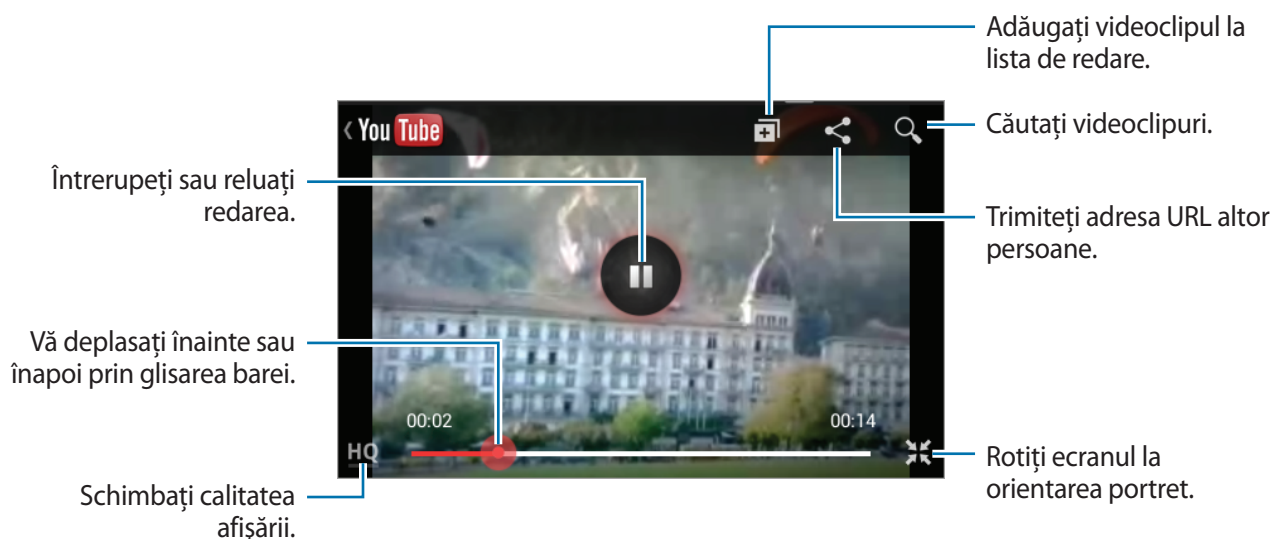 Adăugați videoclipul la
lista de redare.
You Tube
Căutați videoclipuri.
Întrerupeți sau reluați
redarea.
Trimiteți adresa URL altor
persoane.
Vă deplasați înainte sau
înapoi prin glisarea barei.
00:02
00:14
HQ
Rotiți ecranul la
orientarea portret.
Schimbați calitatea
afișării.